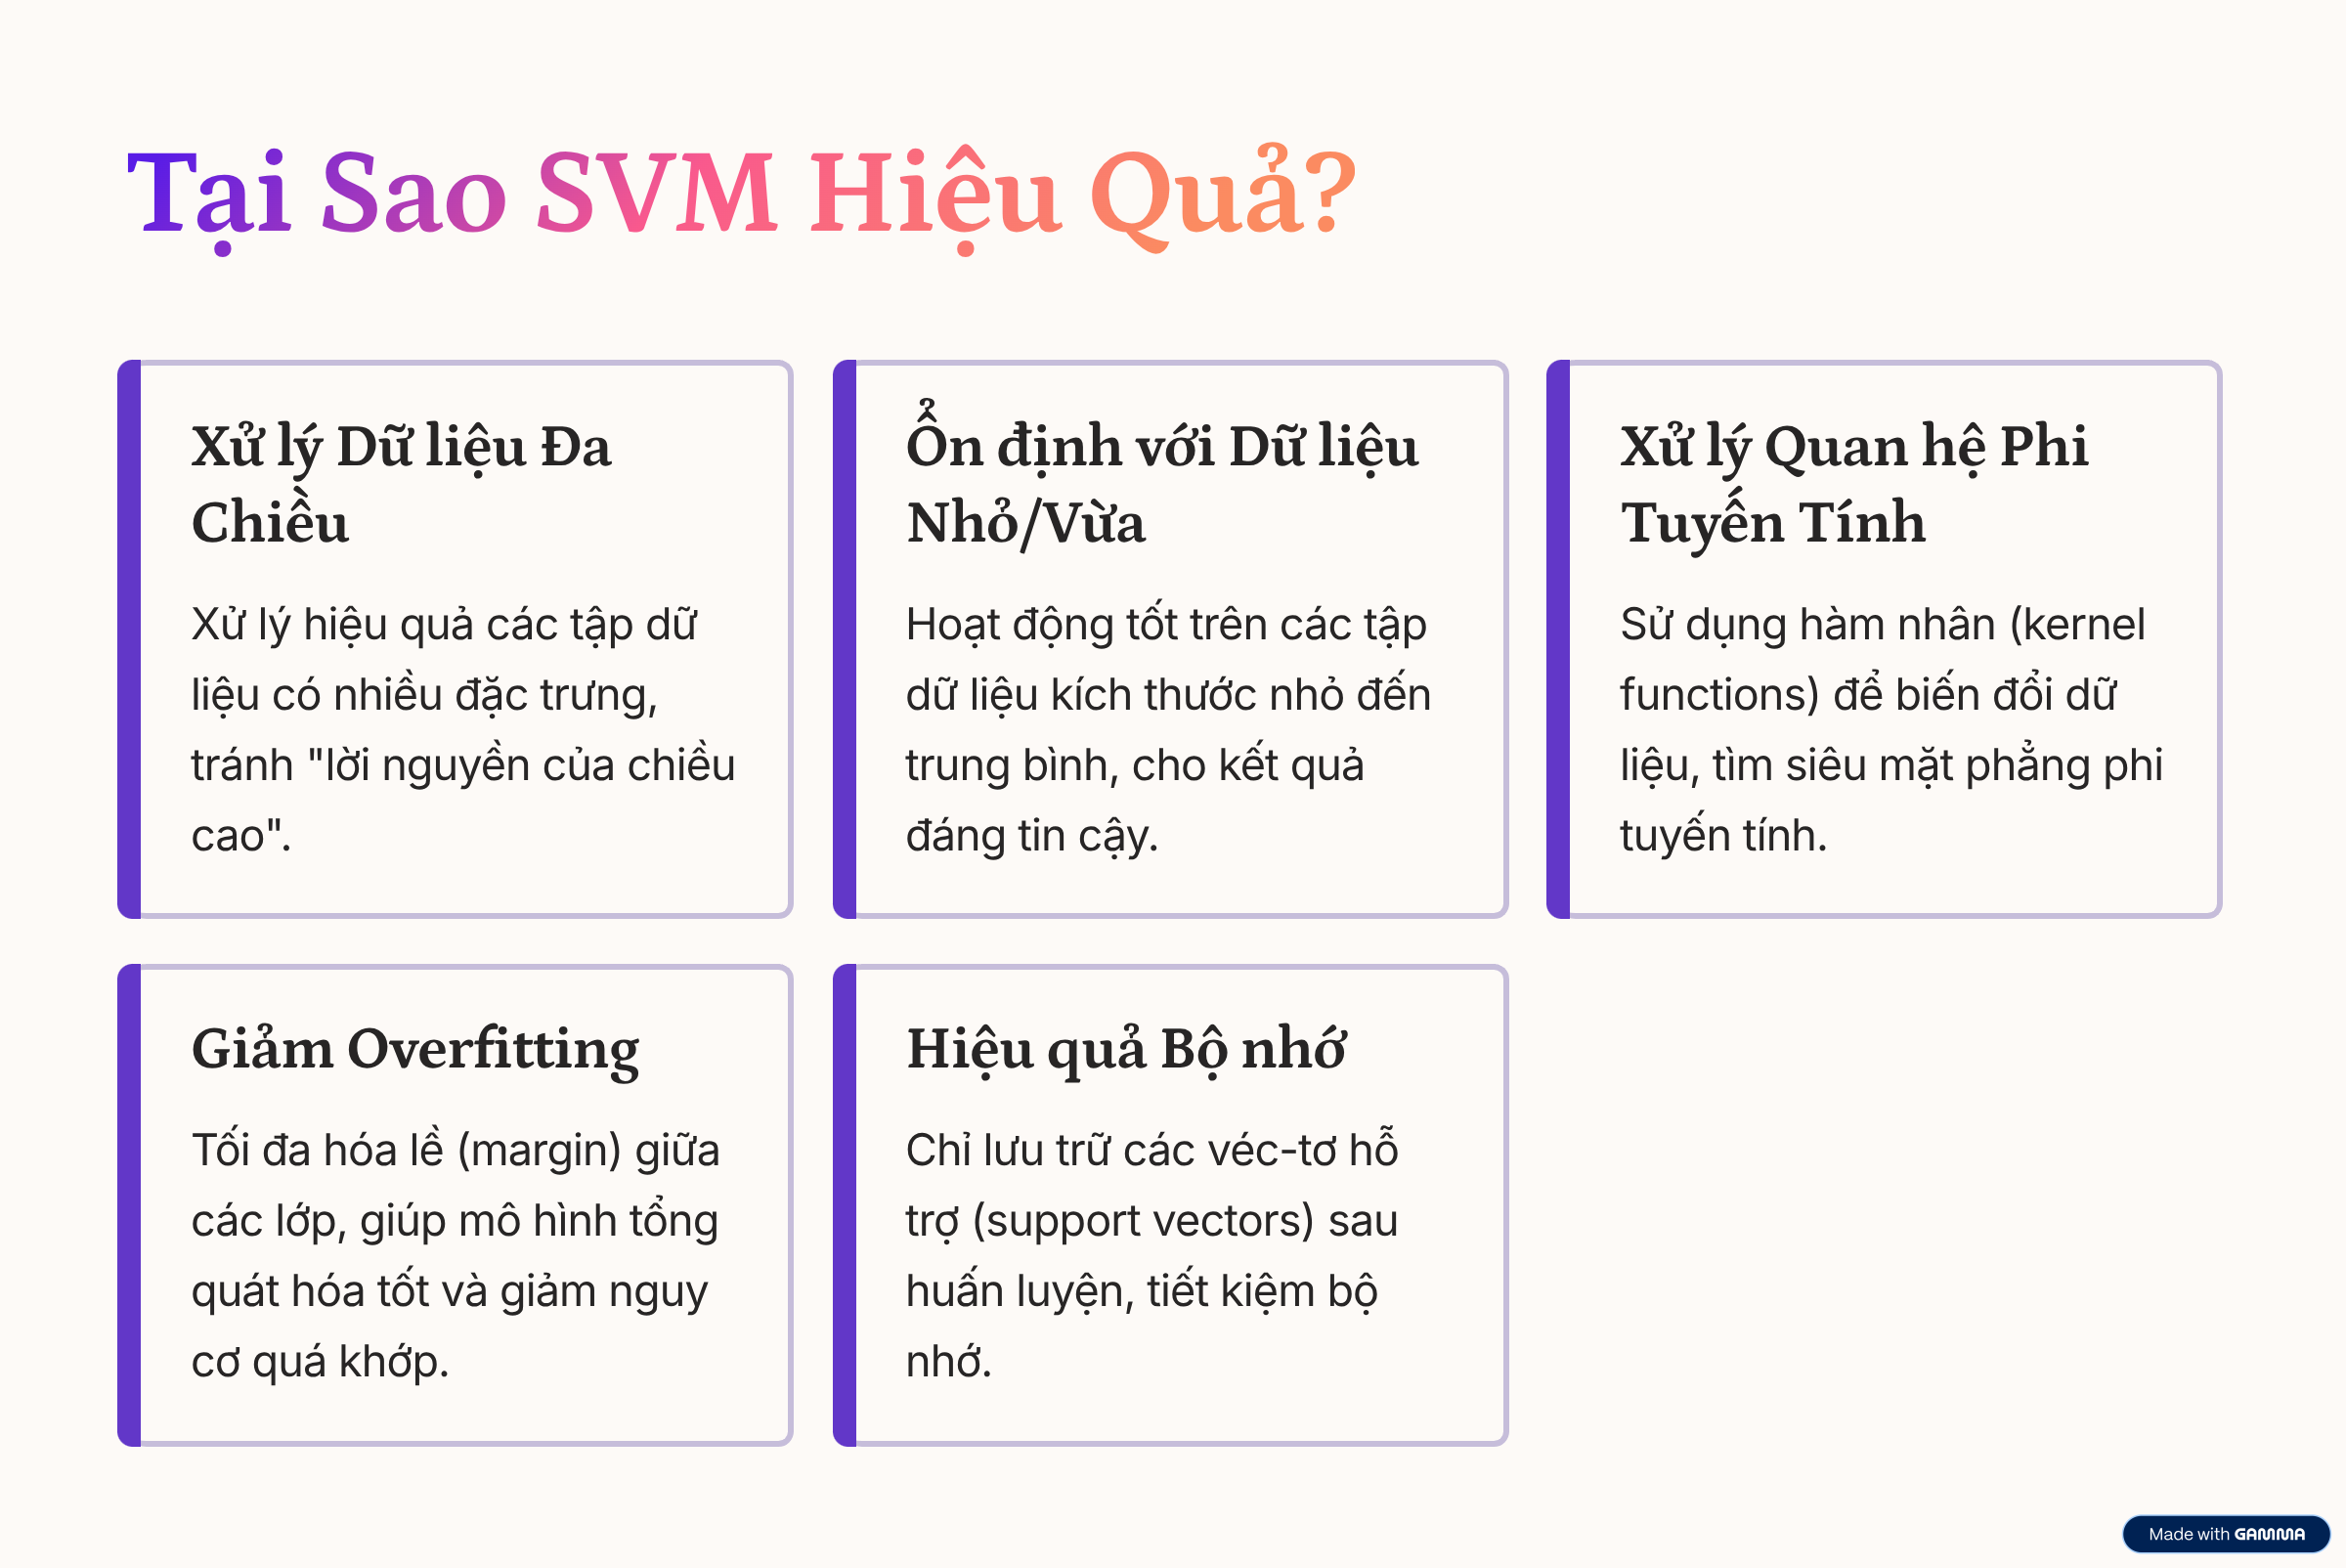 Tại Sao SVM Hiệu Quả?
Xử lý Dữ liệu Đa
Chiều
Xử lý hiệu quả các tập dữ
liệu có nhiều đặc trưng,
tránh "lời nguyền của chiều
cao".
Ổn định với Dữ liệu
Nhỏ/Vừa
Hoạt động tốt trên các tập
dữ liệu kích thước nhỏ đến
trung bình, cho kết quả
đáng tin cậy.
Xử lý Quan hệ Phi
Tuyến Tính
Sử dụng hàm nhân (kernel
functions) để biến đổi dữ
liệu, tìm siêu mặt phẳng phi
tuyến tính.
Giảm Overfitting
Tối đa hóa lề (margin) giữa
các lớp, giúp mô hình tổng
quát hóa tốt và giảm nguy
cơ quá khớp.
Hiệu quả Bộ nhớ
Chỉ lưu trữ các véc-tơ hỗ
trợ (support vectors) sau
huấn luyện, tiết kiệm bộ
nhớ.
Made with GAMMA